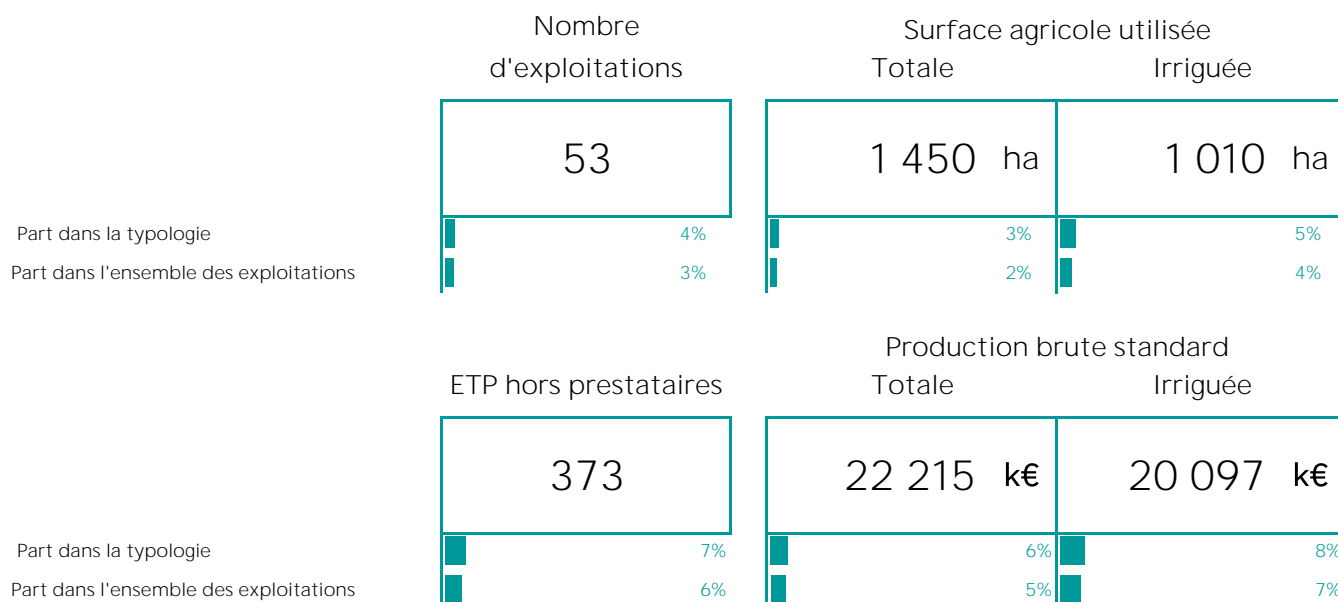 Nombre
d'exploitations
Surface agricole utilisée
Totale Irriguée
53 1 450 ha 1 010 ha
Part dans la typologie 4% 3% 5%
Part dans l'ensemble des exploitations 3% 2% 4%
Production brute standard
ETP hors prestataires Totale Irriguée
373 22 215 k€ 20 097 k€
Part dans la typologie 7% 6% 8%
Part dans l'ensemble des exploitations 6% 5% 7%